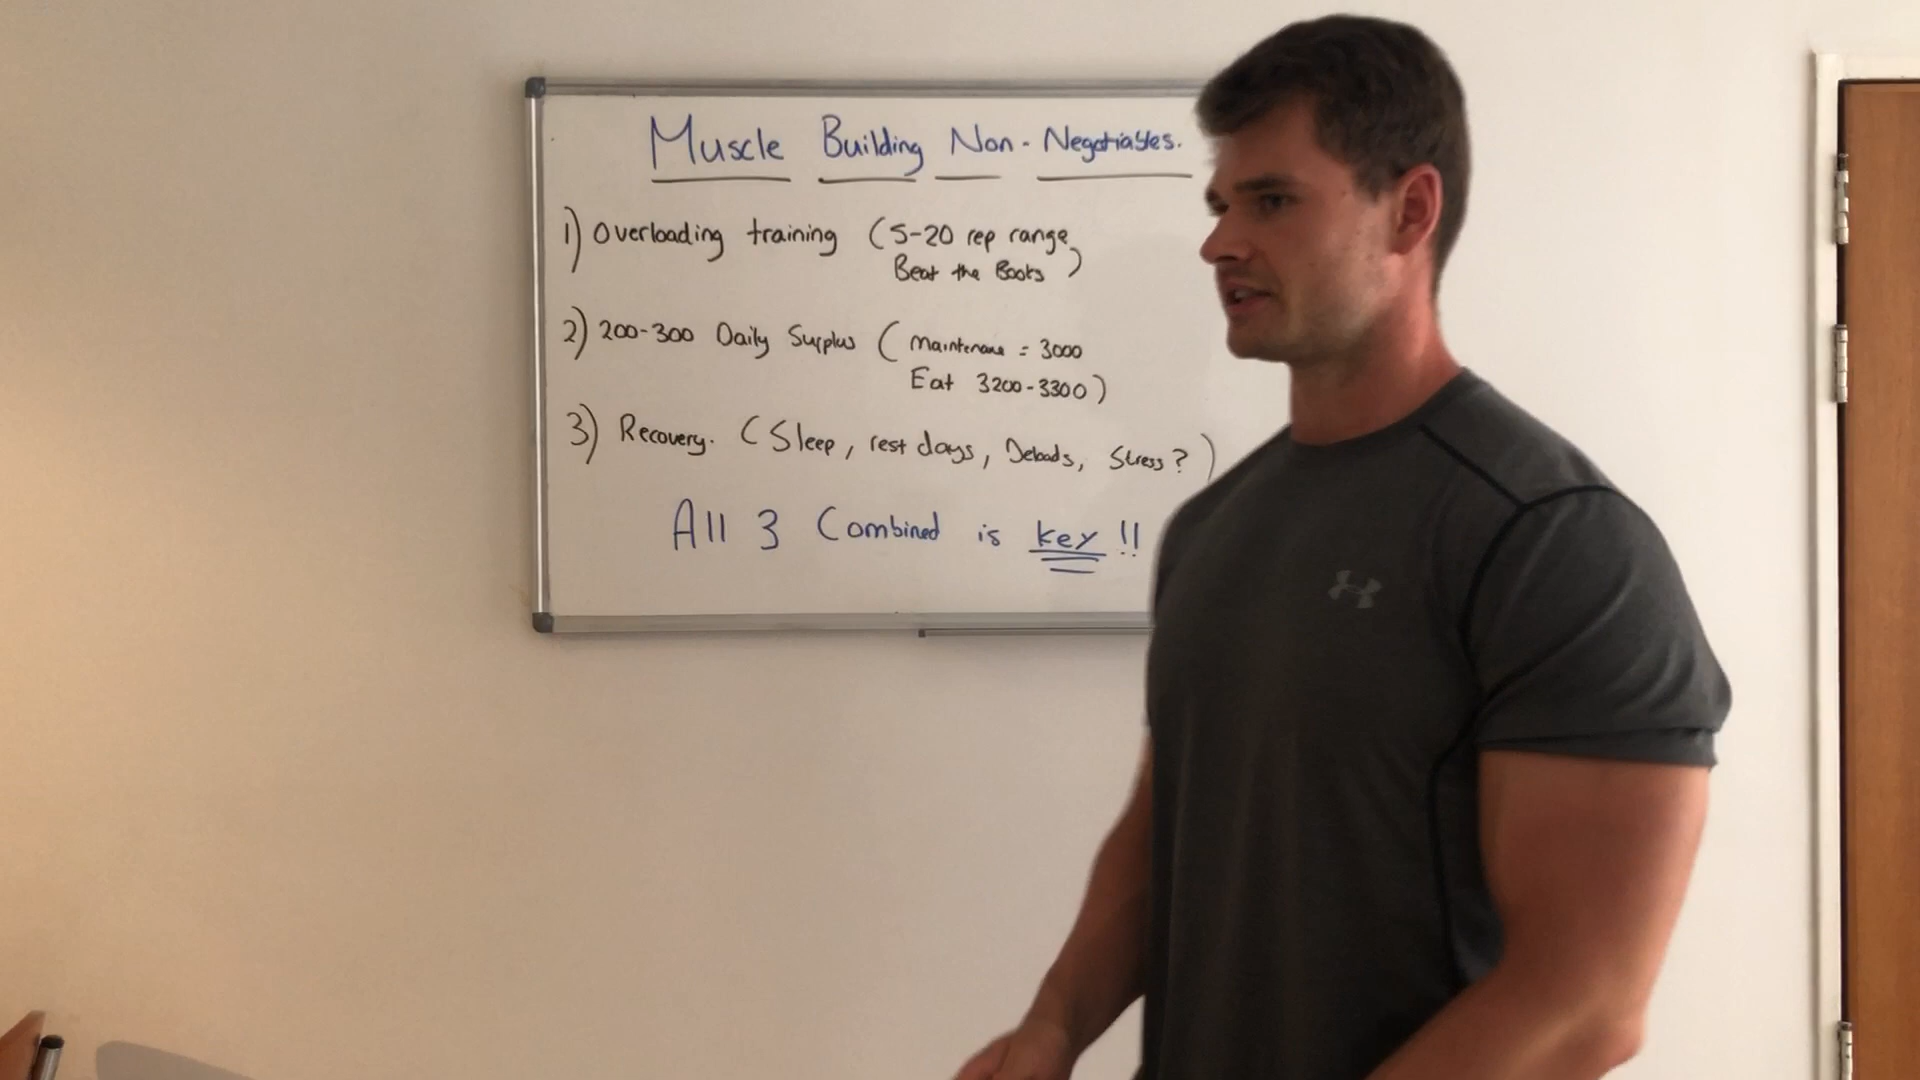 Muscle Building Non-Negotiables.
1) Overloading training (5-20 rep range,
Beat the Books)
2) 200-300 Daily Surplus (Maintenance = 3000
Eat 3200-3300)
3) Recovery. (Sleep, rest days, Deloads, Stress?)
All 3 Combined is key!!